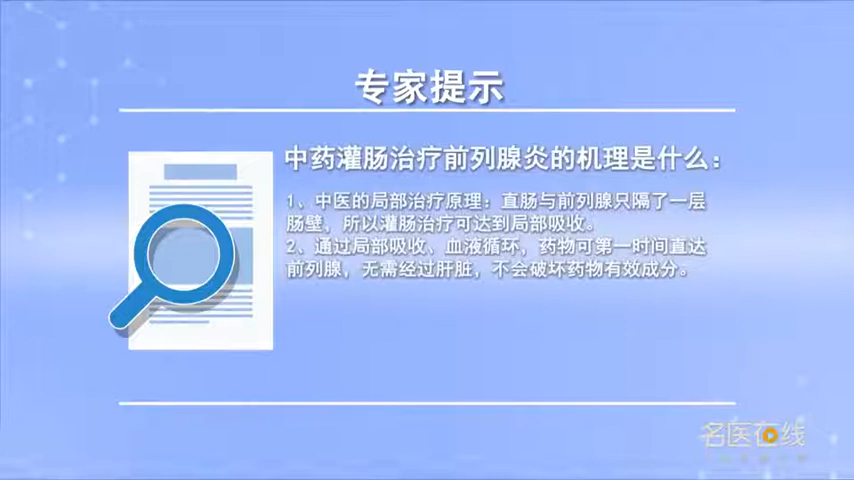 专家提示
中药灌肠治疗前列腺炎的机理是什么：
1、中医的局部治疗原理：直肠与前列腺只隔了一层
肠壁，所以灌肠治疗可达到局部吸收。
2、通过局部吸收、血液循环，药物可第一时间直达
前列腺，无需经过肝脏，不会破坏药物有效成分。
名医在线